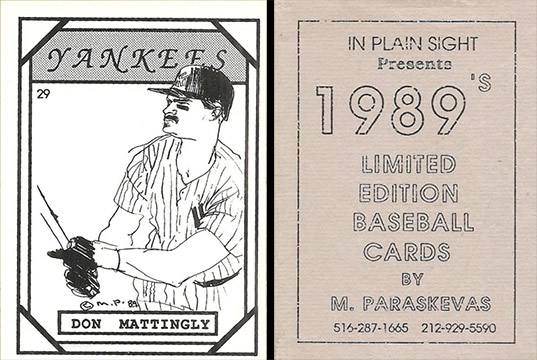 YANKEES
29
© M.P. 89
DON MATTINGLY
IN PLAIN SIGHT
Presents
1989's
LIMITED
EDITION
BASEBALL
CARDS
BY
M. PARASKEVAS
516-287-1665 212-929-5590